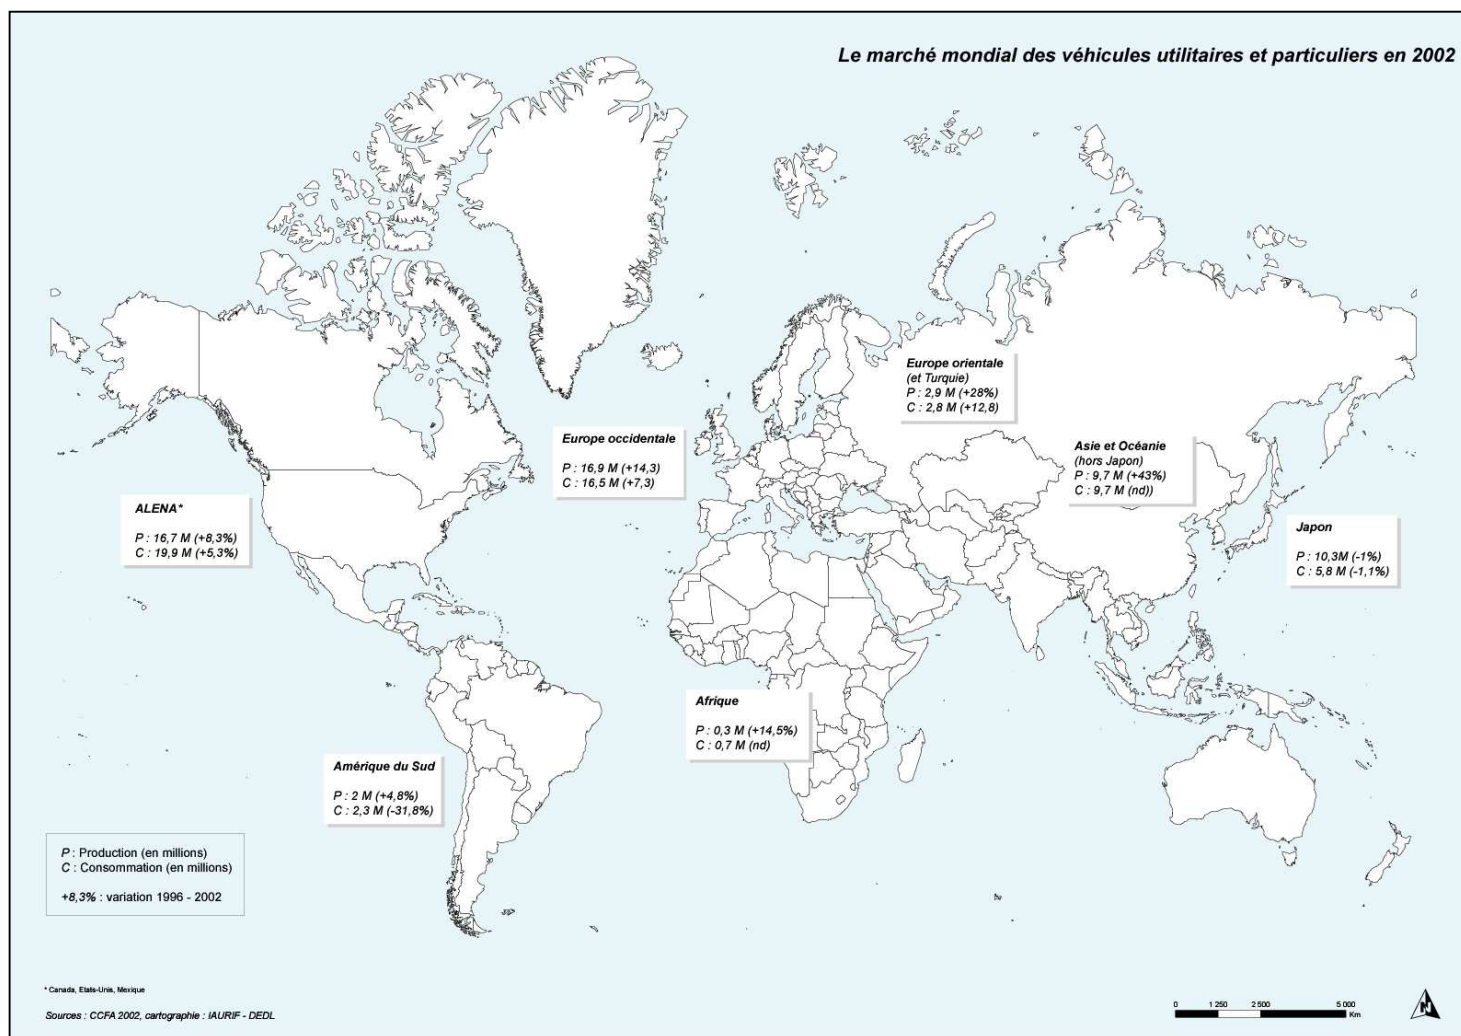 Le marché mondial des véhicules utilitaires et particuliers en 2002
Europe orientale
(et Turquie)
P : 2,9 M (+28%)
C : 2,8 M (+12,8)
Europe occidentale
P : 16,9 M (+14,3)
C : 16,5 M (+7,3)
Asie et Océanie
(hors Japon)
P : 9,7 M (+43%)
C : 9,7 M (nd))
ALENA*
P : 16,7 M (+8,3%)
C : 19,9 M (+5,3%)
Japon
P : 10,3M (-1%)
C : 5,8 M (-1,1%)
Afrique
P : 0,3 M (+14,5%)
C : 0,7 M (nd)
Amérique du Sud
P : 2 M (+4,8%)
C : 2,3 M (-31,8%)
P : Production (en millions)
C : Consommation (en millions)
+8,3% : variation 1996 - 2002
* Canada, Etats-Unis, Mexique
Sources : CCFA 2002, cartographie : IAURIF - DEDL
0 1 250 2 500 5 000
Km
N